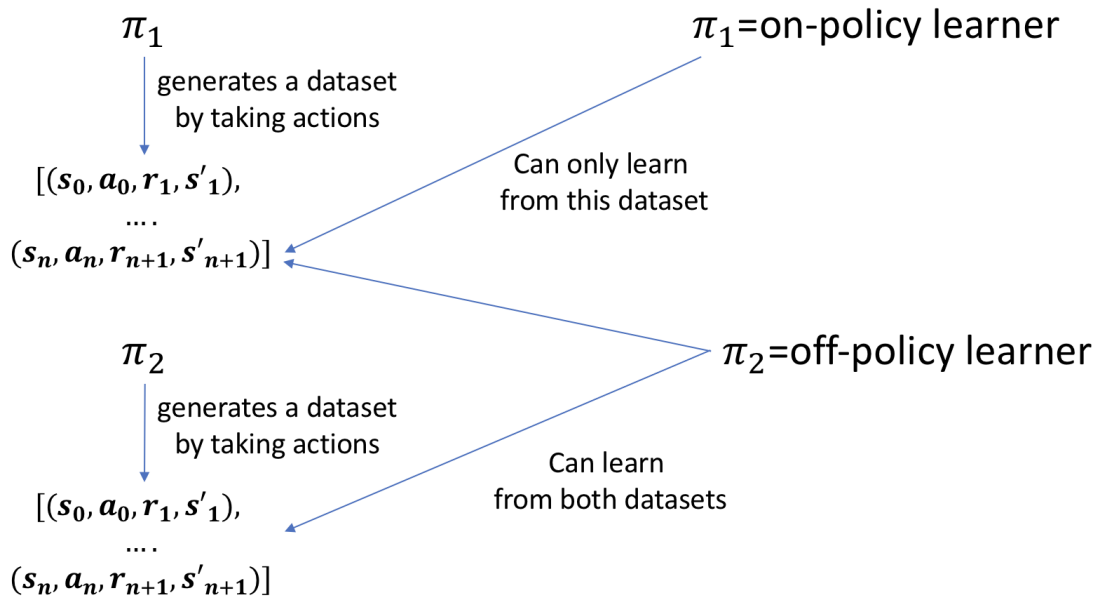 π₁
generates a dataset
by taking actions
[(s₀, a₀, r₁, s′₁),
....
(sₙ, aₙ, rₙ₊₁, s′ₙ₊₁)]
π₁=on-policy learner
Can only learn
from this dataset
π₂
generates a dataset
by taking actions
[(s₀, a₀, r₁, s′₁),
....
(sₙ, aₙ, rₙ₊₁, s′ₙ₊₁)]
π₂=off-policy learner
Can learn
from both datasets